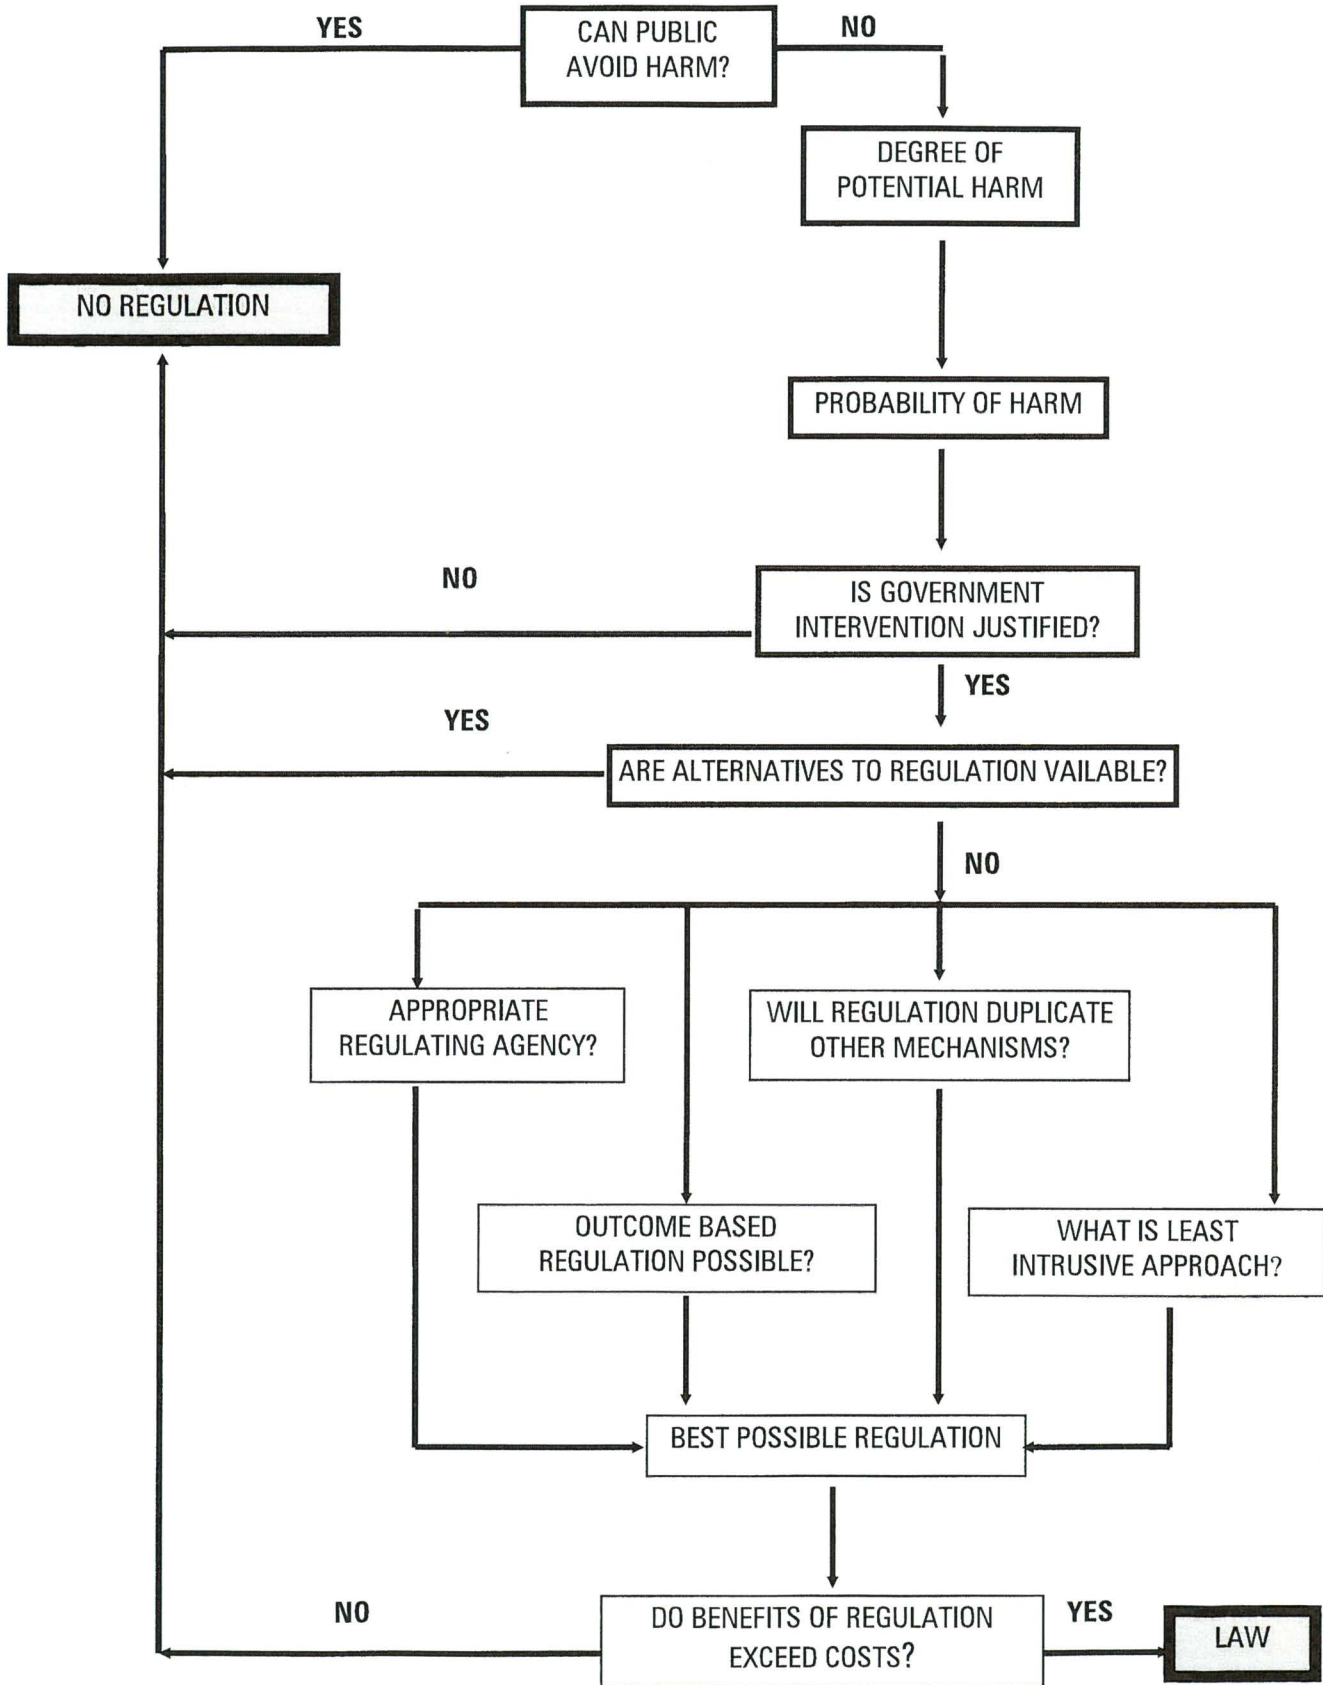 YES
CAN PUBLIC
AVOID HARM?
NO
DEGREE OF
POTENTIAL HARM
NO REGULATION
PROBABILITY OF HARM
NO
IS GOVERNMENT
INTERVENTION JUSTIFIED?
YES
YES
ARE ALTERNATIVES TO REGULATION VAILABLE?
NO
APPROPRIATE
REGULATING AGENCY?
WILL REGULATION DUPLICATE
OTHER MECHANISMS?
OUTCOME BASED
REGULATION POSSIBLE?
WHAT IS LEAST
INTRUSIVE APPROACH?
BEST POSSIBLE REGULATION
NO
DO BENEFITS OF REGULATION
EXCEED COSTS?
YES
LAW